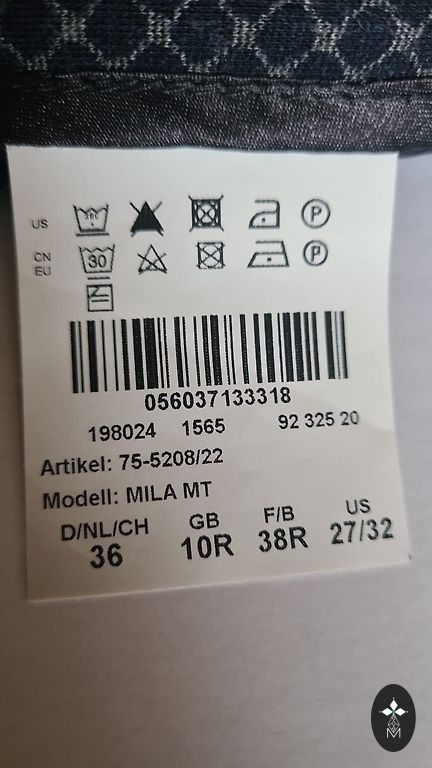 US
P
CN
EU
30
P
056037133318
198024 1565 92 325 20
Artikel: 75-5208/22
Modell: MILA MT
D/NL/CH GB F/B US
36 10R 38R 27/32
M